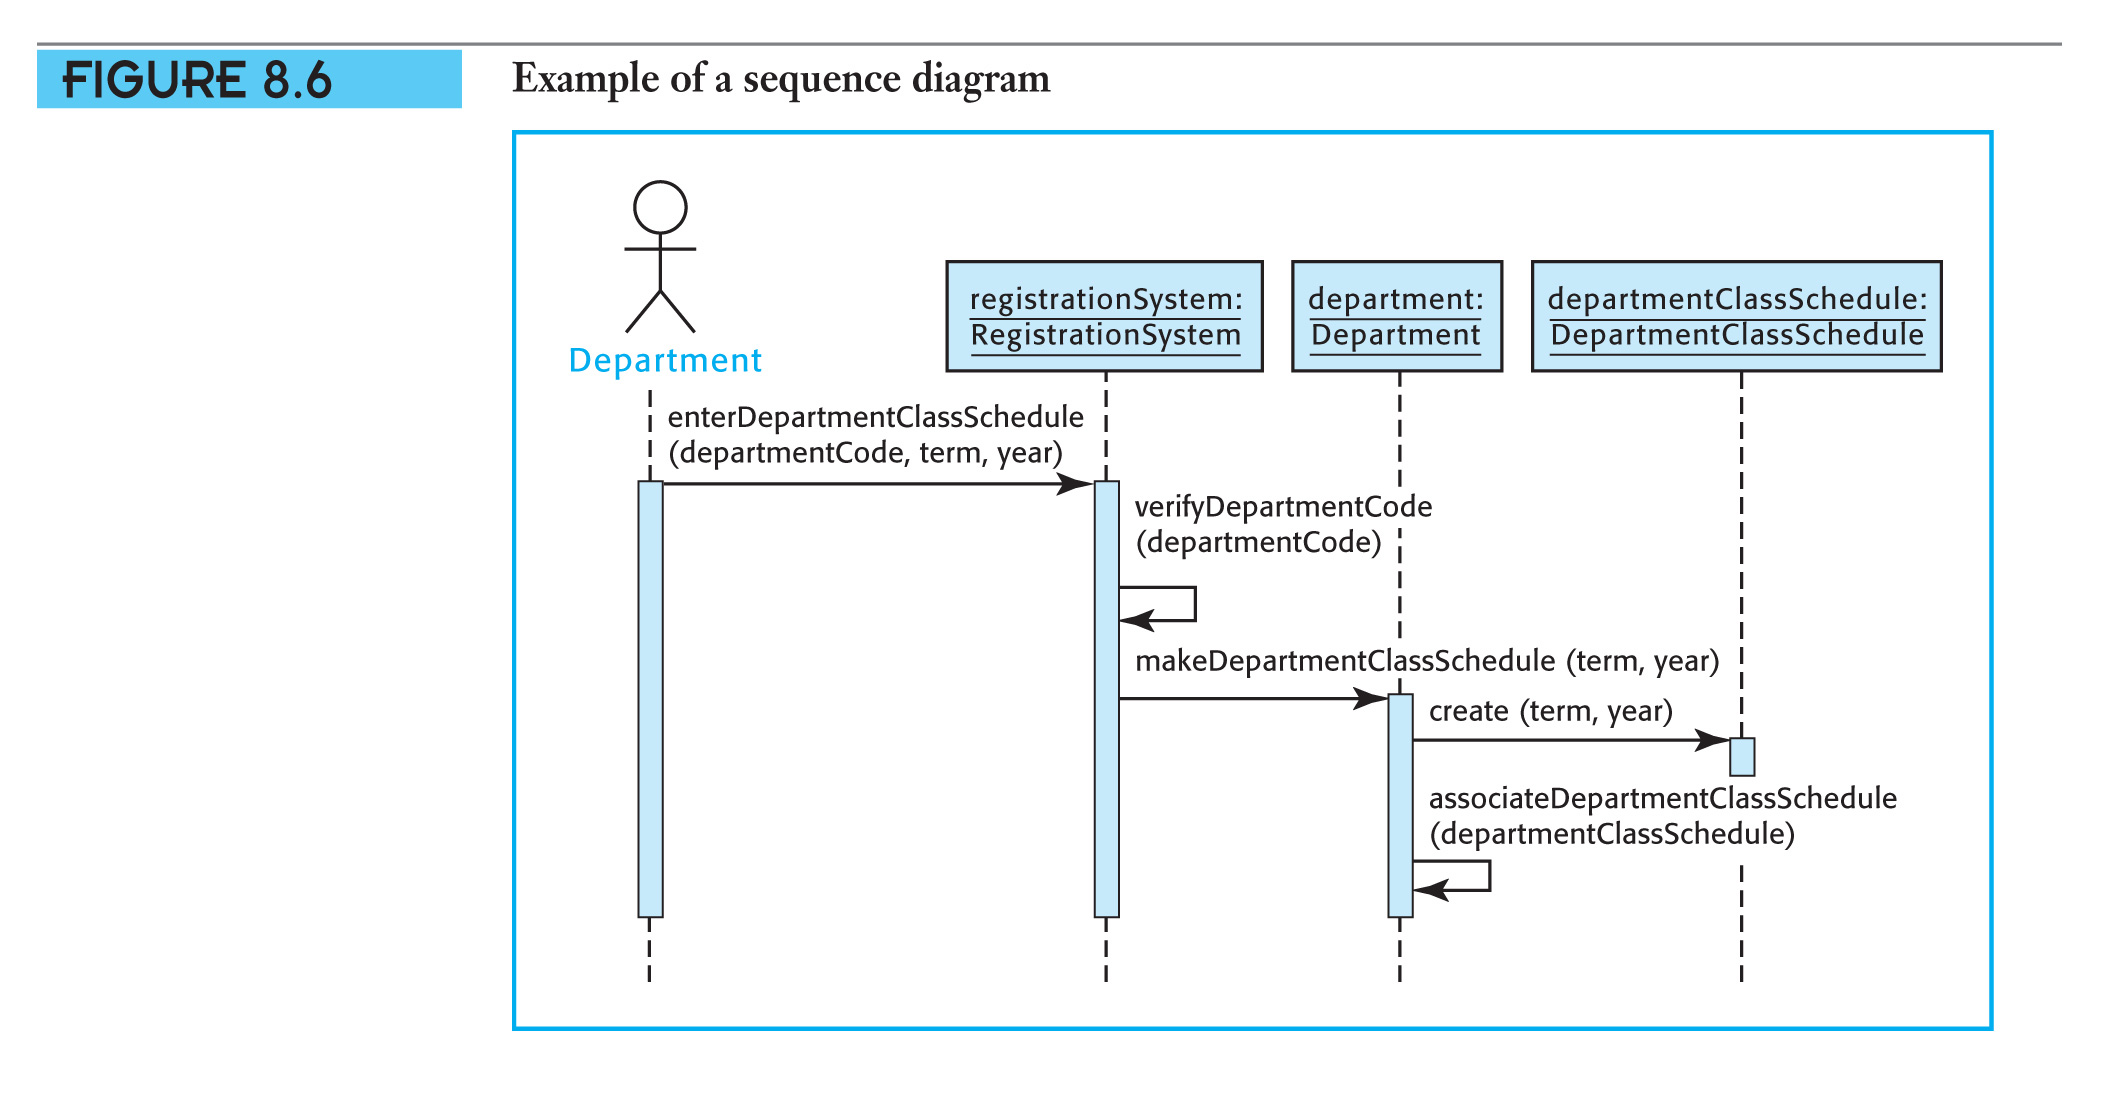 FIGURE 8.6
Example of a sequence diagram
Department
registrationSystem:
RegistrationSystem
department:
Department
departmentClassSchedule:
DepartmentClassSchedule
enterDepartmentClassSchedule
(departmentCode, term, year)
verifyDepartmentCode
(departmentCode)
makeDepartmentClassSchedule (term, year)
create (term, year)
associateDepartmentClassSchedule
(departmentClassSchedule)